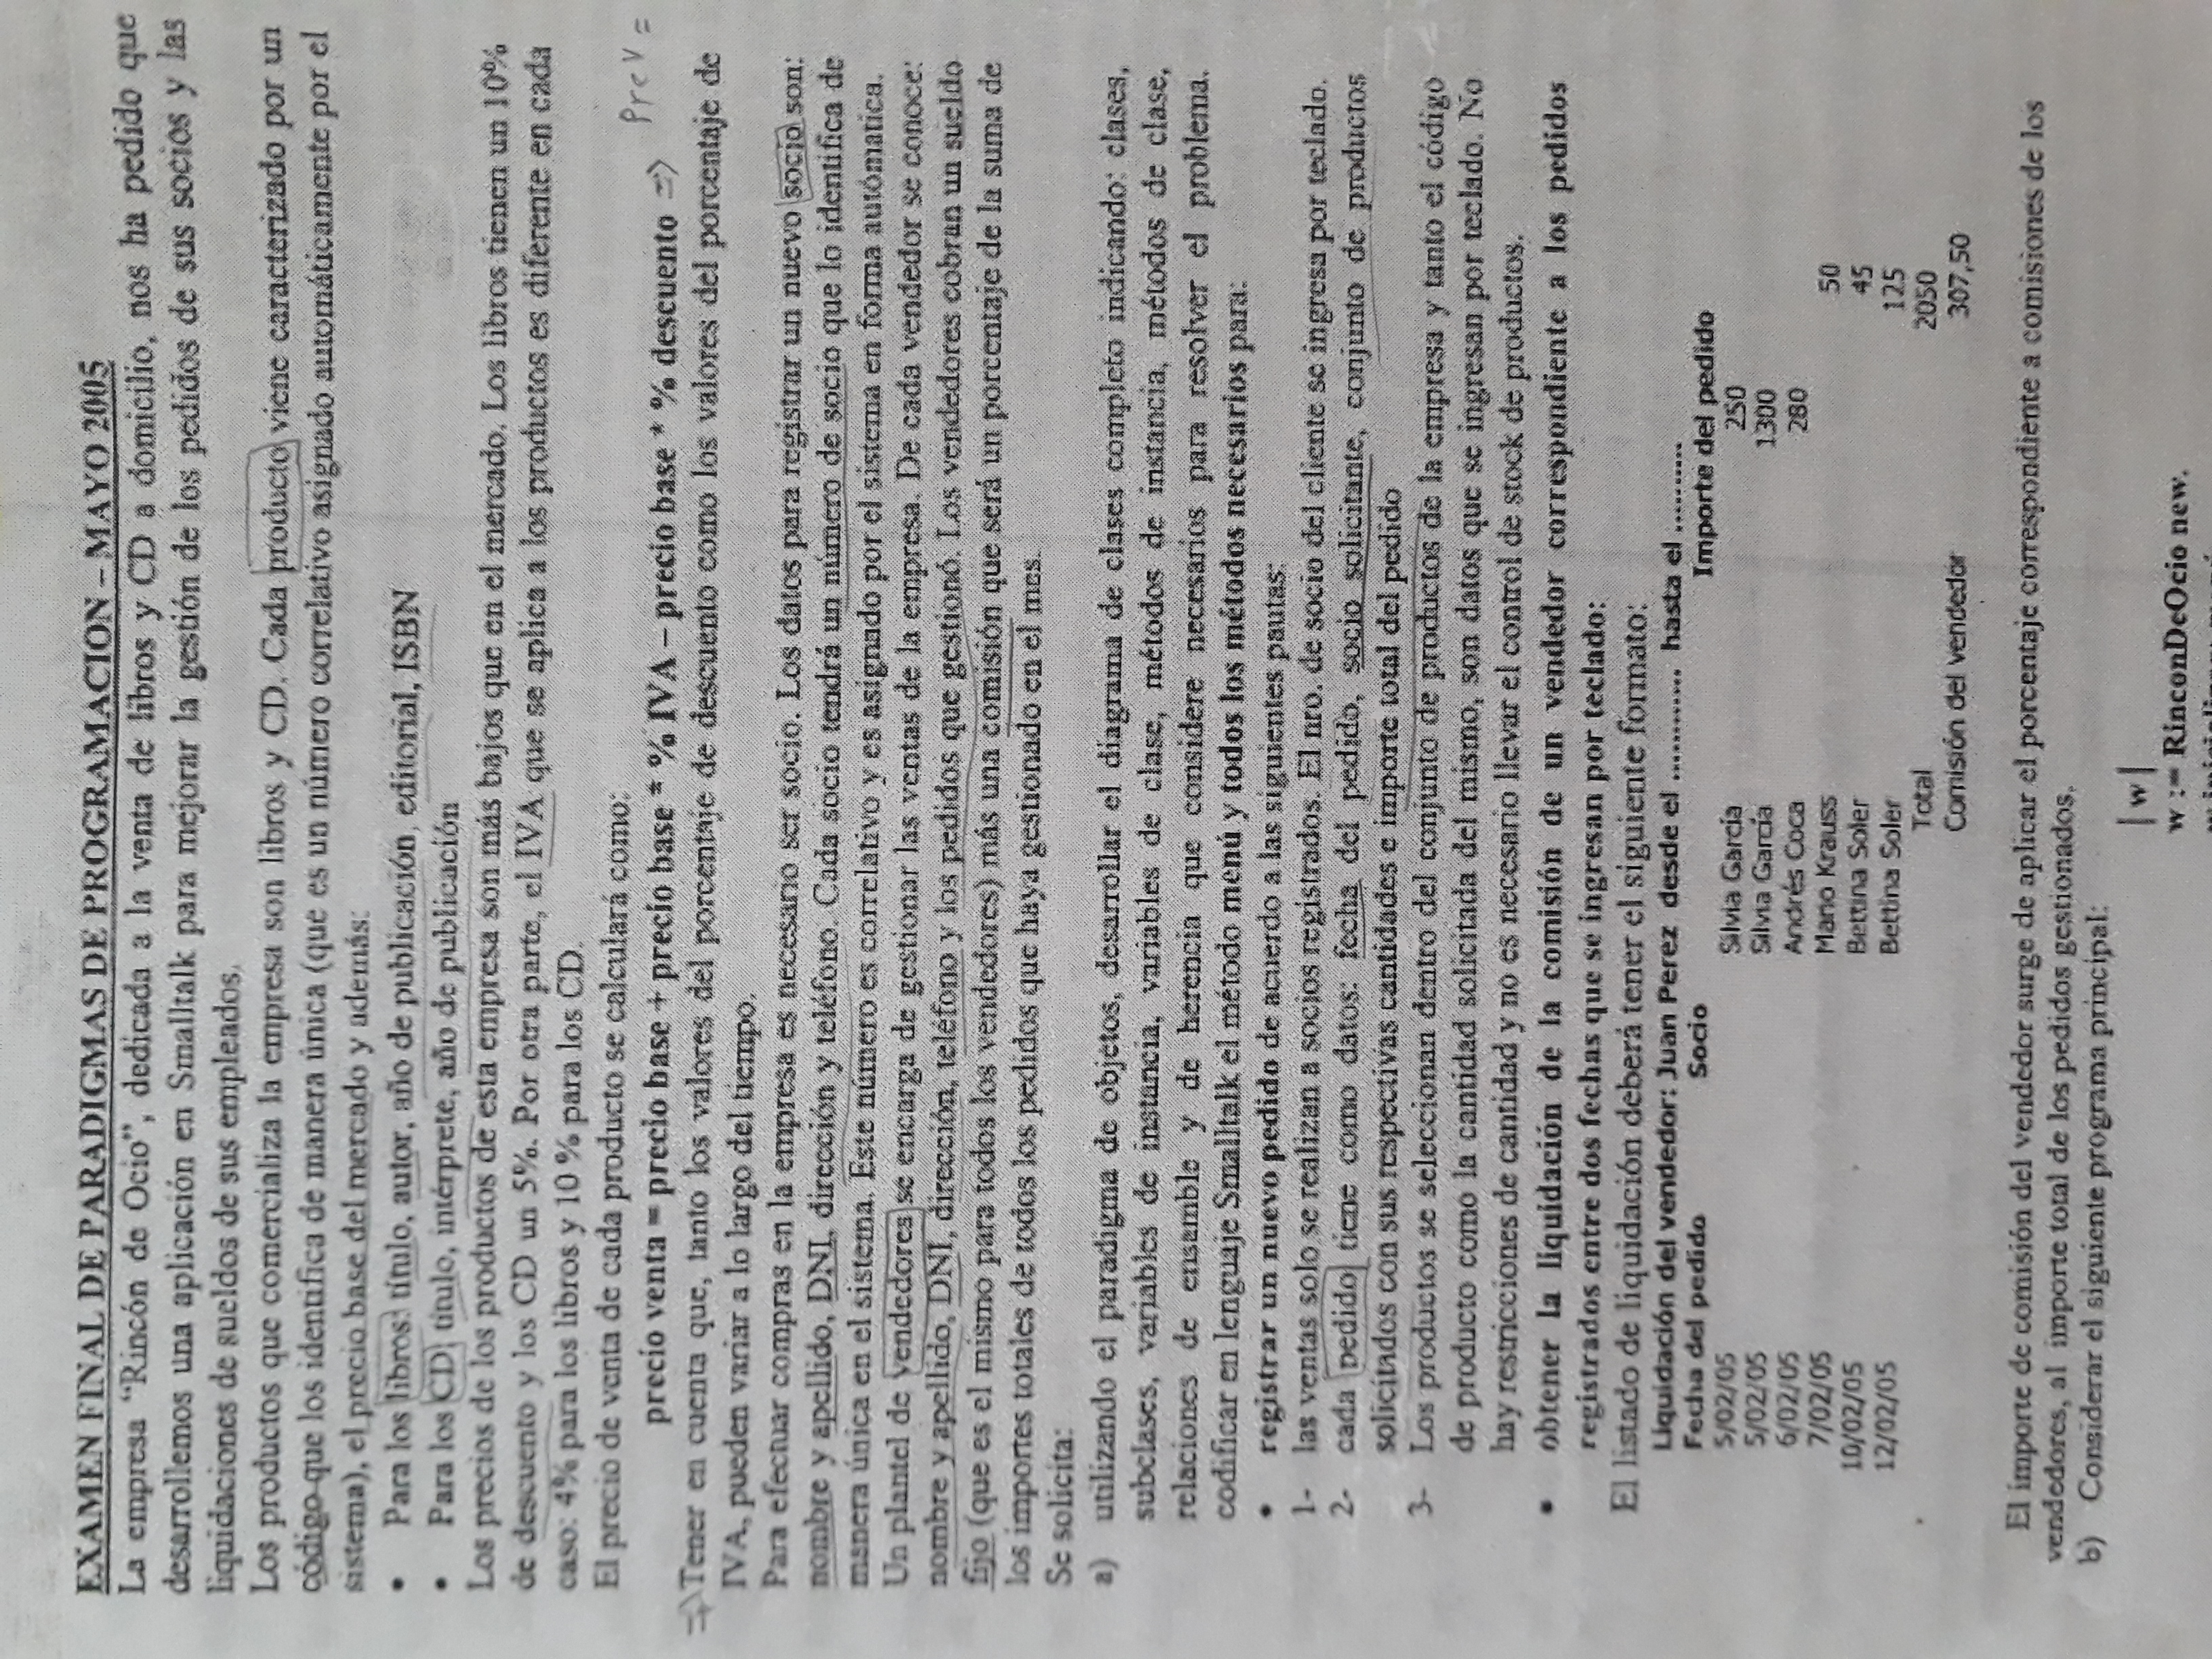 EXAMEN FINAL DE PARADIGMAS DE PROGRAMACION – MAYO 2005
La empresa “Rincón de Ocio”, dedicada a la venta de libros y CD a domicilio, nos ha pedido que
desarrollemos una aplicación en Smalltalk para mejorar la gestión de los pedidos de sus socios y las
liquidaciones de sueldos de sus empleados.
Los productos que comercializa la empresa son libros y CD. Cada producto viene caracterizado por un
código que los identifica de manera única (que es un número correlativo asignado automáticamente por el
sistema), el precio base del mercado y además:
• Para los libros: título, autor, año de publicación, editorial, ISBN
• Para los CD: título, intérprete, año de publicación
Los precios de los productos de esta empresa son más bajos que en el mercado. Los libros tienen un 10%
de descuento y los CD un 5%. Por otra parte, el IVA que se aplica a los productos es diferente en cada
caso: 4% para los libros y 10 % para los CD.
El precio de venta de cada producto se calculará como:
precio venta = precio base + precio base * % IVA – precio base * % descuento => PreV =
=> Tener en cuenta que, tanto los valores del porcentaje de descuento como los valores del porcentaje de
IVA, pueden variar a lo largo del tiempo.
Para efectuar compras en la empresa es necesario ser socio. Los datos para registrar un nuevo socio son:
nombre y apellido, DNI, dirección y teléfono. Cada socio tendrá un número de socio que lo identifica de
manera única en el sistema. Este número es correlativo y es asignado por el sistema en forma autómatica.
Un plantel de vendedores se encarga de gestionar las ventas de la empresa. De cada vendedor se conoce:
nombre y apellido, DNI, dirección, teléfono y los pedidos que gestionó. Los vendedores cobran un sueldo
fijo (que es el mismo para todos los vendedores) más una comisión que será un porcentaje de la suma de
los importes totales de todos los pedidos que haya gestionado en el mes.
Se solicita:
a) utilizando el paradigma de objetos, desarrollar el diagrama de clases completo indicando: clases,
subclases, variables de instancia, variables de clase, métodos de instancia, métodos de clase,
relaciones de ensamble y de herencia que considere necesarios para resolver el problema.
codificar en lenguaje Smalltalk el método menú y todos los métodos necesarios para:
• registrar un nuevo pedido de acuerdo a las siguientes pautas:
1- las ventas solo se realizan a socios registrados. El nro. de socio del cliente se ingresa por teclado.
2- cada pedido tiene como datos: fecha del pedido, socio solicitante, conjunto de productos
solicitados con sus respectivas cantidades e importe total del pedido
3- Los productos se seleccionan dentro del conjunto de productos de la empresa y tanto el código
de producto como la cantidad solicitada del mismo, son datos que se ingresan por teclado. No
hay restricciones de cantidad y no es necesario llevar el control de stock de productos.
• obtener la liquidación de la comisión de un vendedor correspondiente a los pedidos
registrados entre dos fechas que se ingresan por teclado:
El listado de liquidación deberá tener el siguiente formato:
Liquidación del vendedor: Juan Perez desde el ............ hasta el ..........
Fecha del pedido Socio Importe del pedido
5/02/05 Silvia García 250
5/02/05 Silvia García 1300
6/02/05 Andrés Coca 280
7/02/05 Mario Krauss 50
10/02/05 Bettina Soler 45
12/02/05 Bettina Soler 125
Total 2050
Comisión del vendedor 307,50
El importe de comisión del vendedor surge de aplicar el porcentaje correspondiente a comisiones de los
vendedores, al importe total de los pedidos gestionados.
b) Considerar el siguiente programa principal:
| w |
w := RinconDeOcio new.